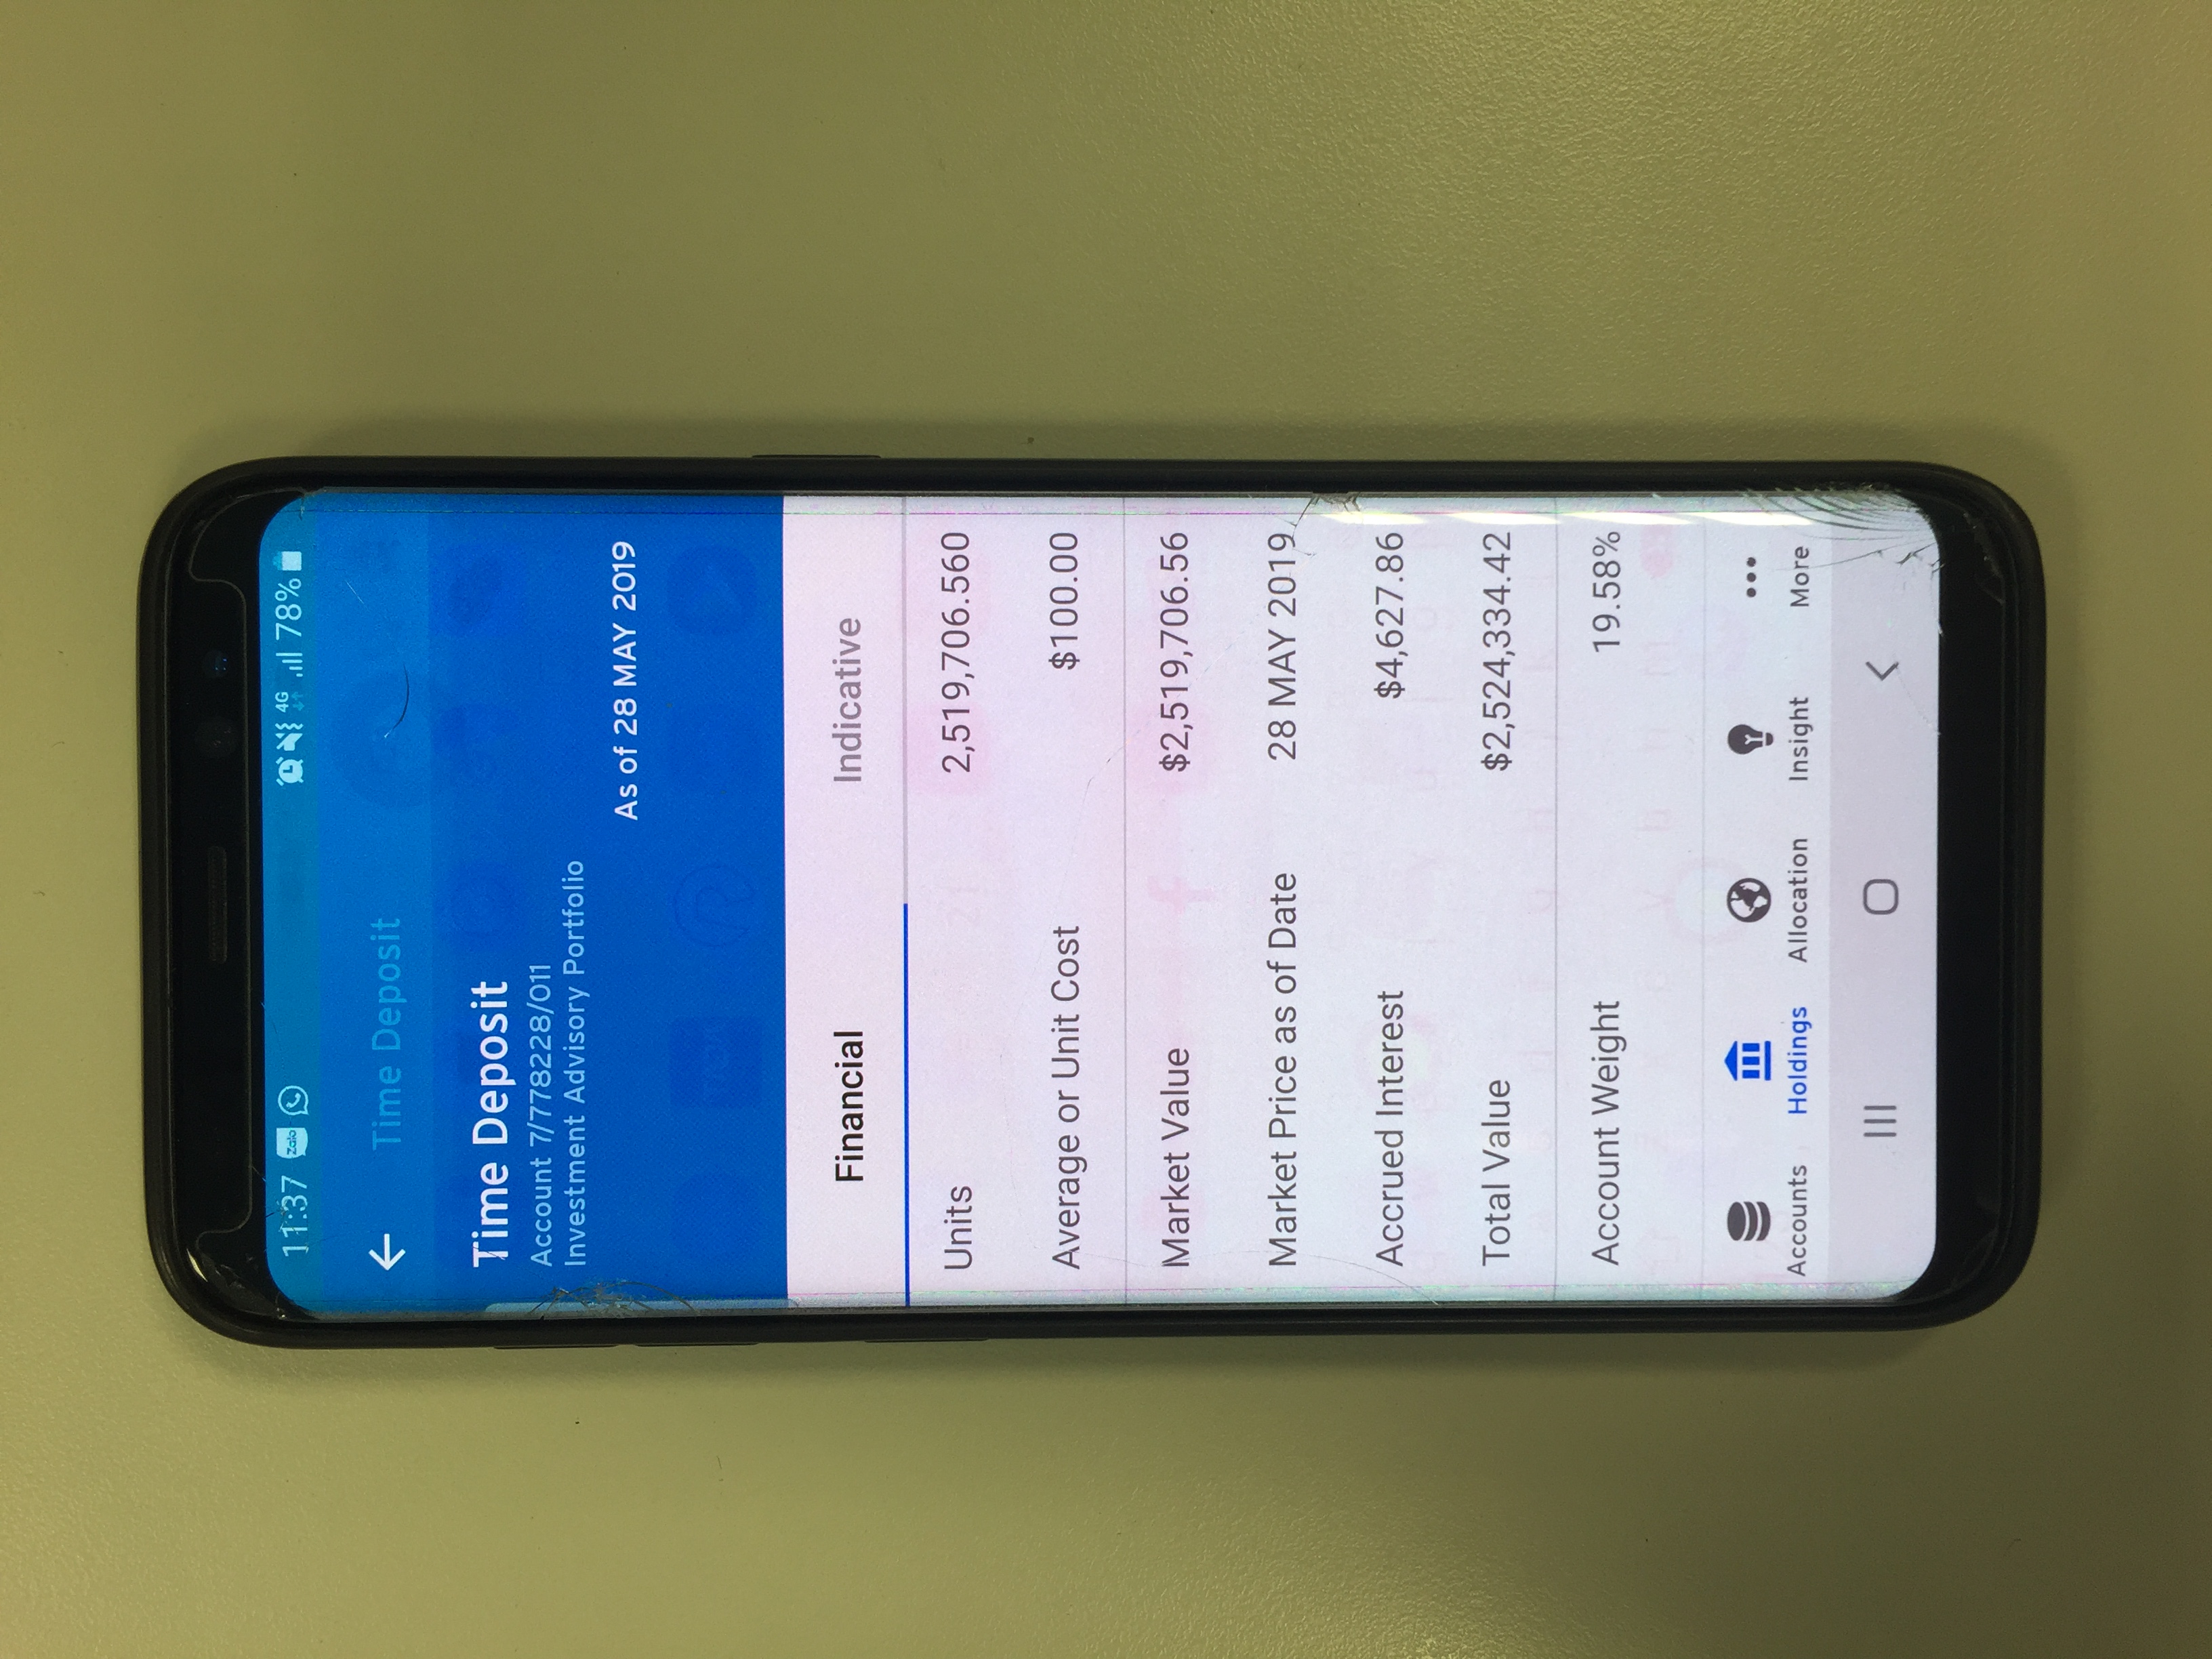 11:37 Zalo 4G 78%
Time Deposit
Time Deposit
Account 7/778228/011
Investment Advisory Portfolio
As of 28 MAY 2019
Financial Indicative
Units 2,519,706.560
Average or Unit Cost $100.00
Market Value $2,519,706.56
Market Price as of Date 28 MAY 2019
Accrued Interest $4,627.86
Total Value $2,524,334.42
Account Weight 19.58%
Accounts Holdings Allocation Insight More